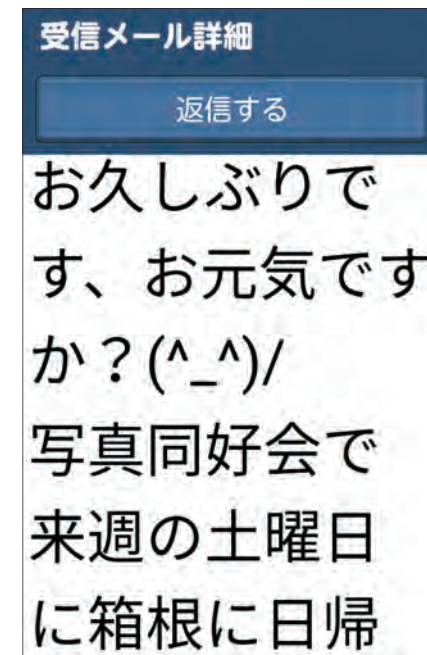 受信メール詳細
返信する
お久しぶりで
す、お元気です
か？(^_^)/
写真同好会で
来週の土曜日
に箱根に日帰